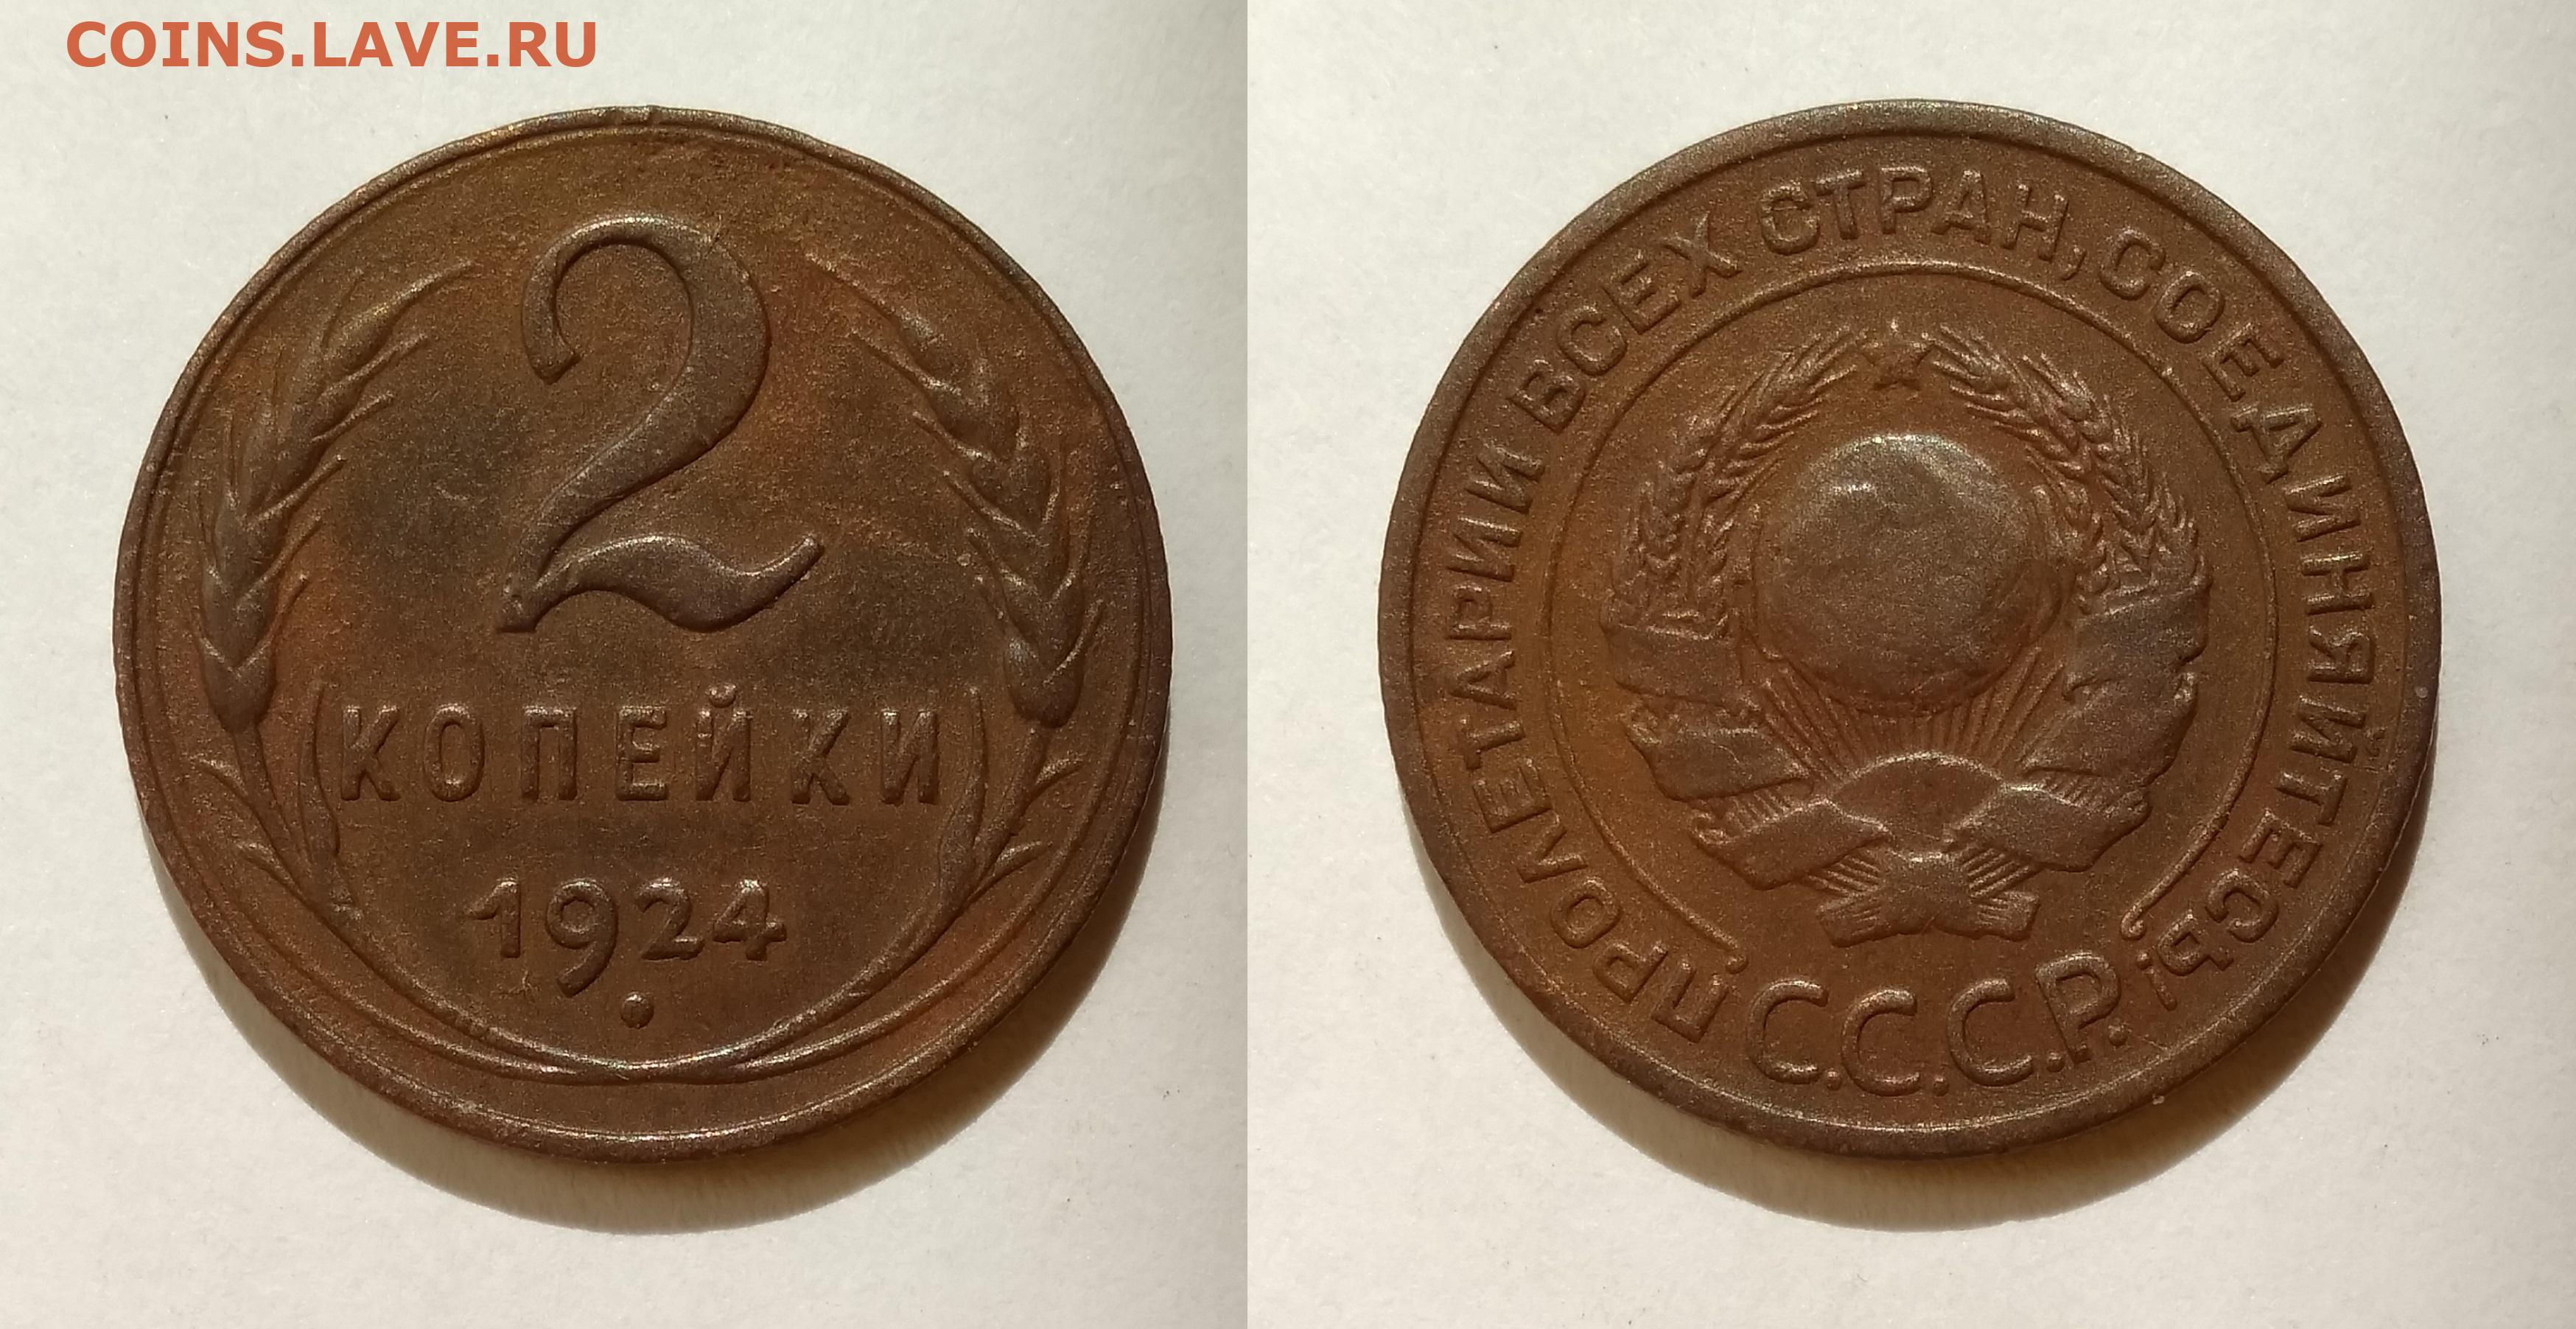 COINS.LAVE.RU
2
КОПЕЙКИ
1924
ПРОЛЕТАРИИ ВСЕХ СТРАН, СОЕДИНЯЙТЕСЬ!
С.С.С.Р.